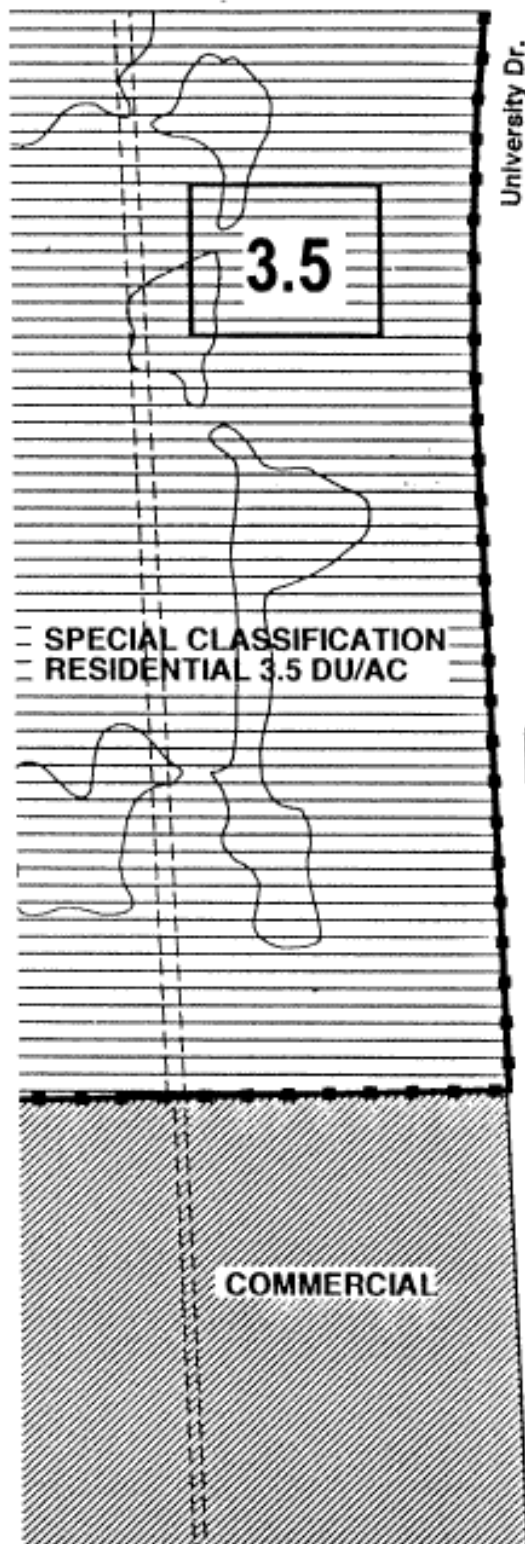 University Dr.
3.5
SPECIAL CLASSIFICATION
RESIDENTIAL 3.5 DU/AC
COMMERCIAL